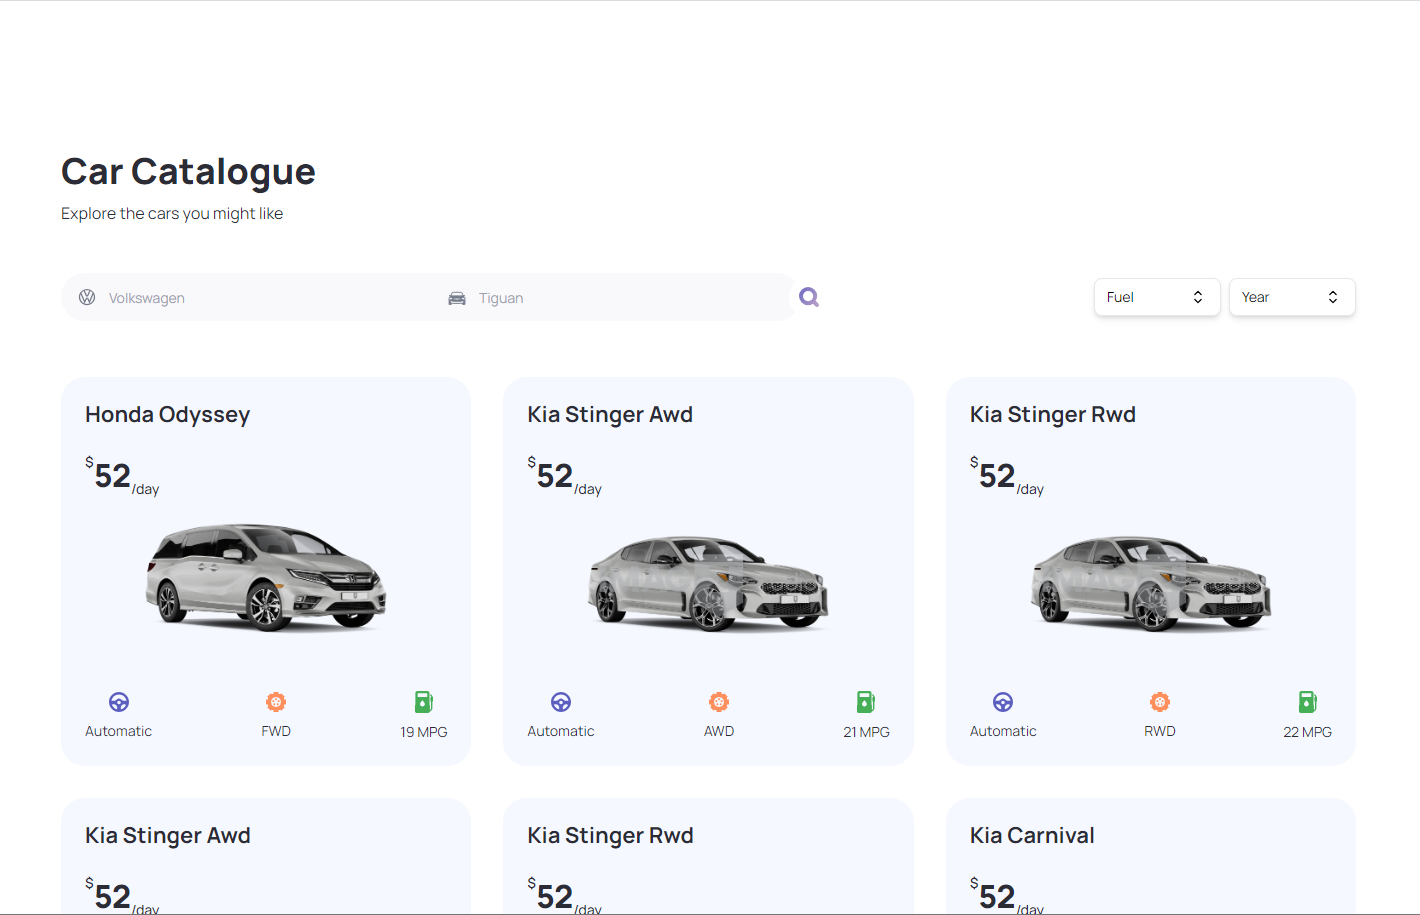 Car Catalogue
Explore the cars you might like
Volkswagen
Tiguan
Fuel
Year
Honda Odyssey
$52/day
Automatic
FWD
19 MPG
Kia Stinger Awd
$52/day
Automatic
AWD
21 MPG
Kia Stinger Rwd
$52/day
Automatic
RWD
22 MPG
Kia Stinger Awd
$52/day
Kia Stinger Rwd
$52/day
Kia Carnival
$52/day